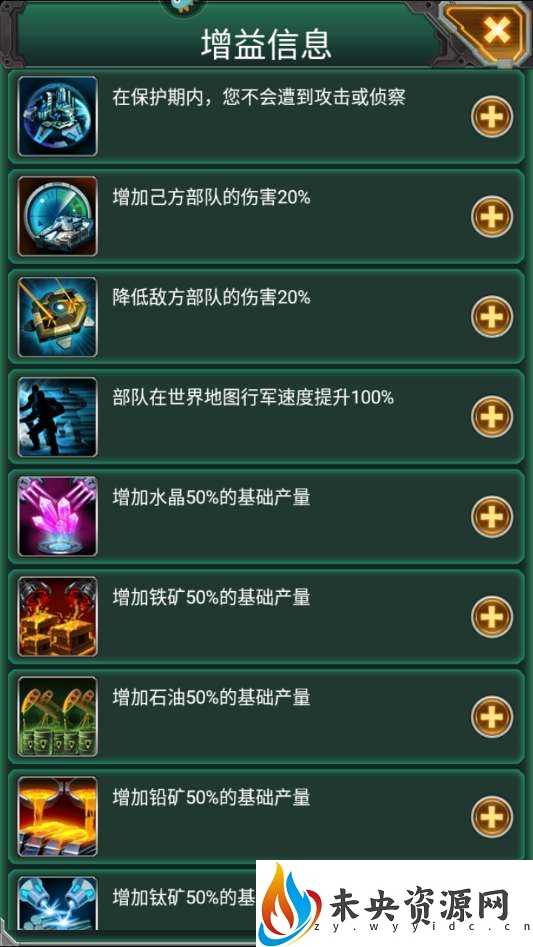 增益信息
在保护期内，您不会遭到攻击或侦察
增加己方部队的伤害20%
降低敌方部队的伤害20%
部队在世界地图行军速度提升100%
增加水晶50%的基础产量
增加铁矿50%的基础产量
增加石油50%的基础产量
增加铅矿50%的基础产量
增加钛矿50%的基
未央资源网
zy.wyyidc.cn